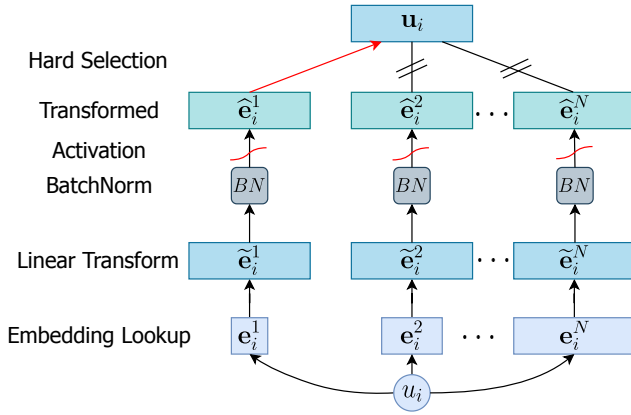 𝐮ᵢ
Hard Selection
Transformed ê_i^1 ê_i^2 ... ê_i^N
Activation
BatchNorm BN BN BN
Linear Transform ẽ_i^1 ẽ_i^2 ... ẽ_i^N
Embedding Lookup e_i^1 e_i^2 ... e_i^N
u_i